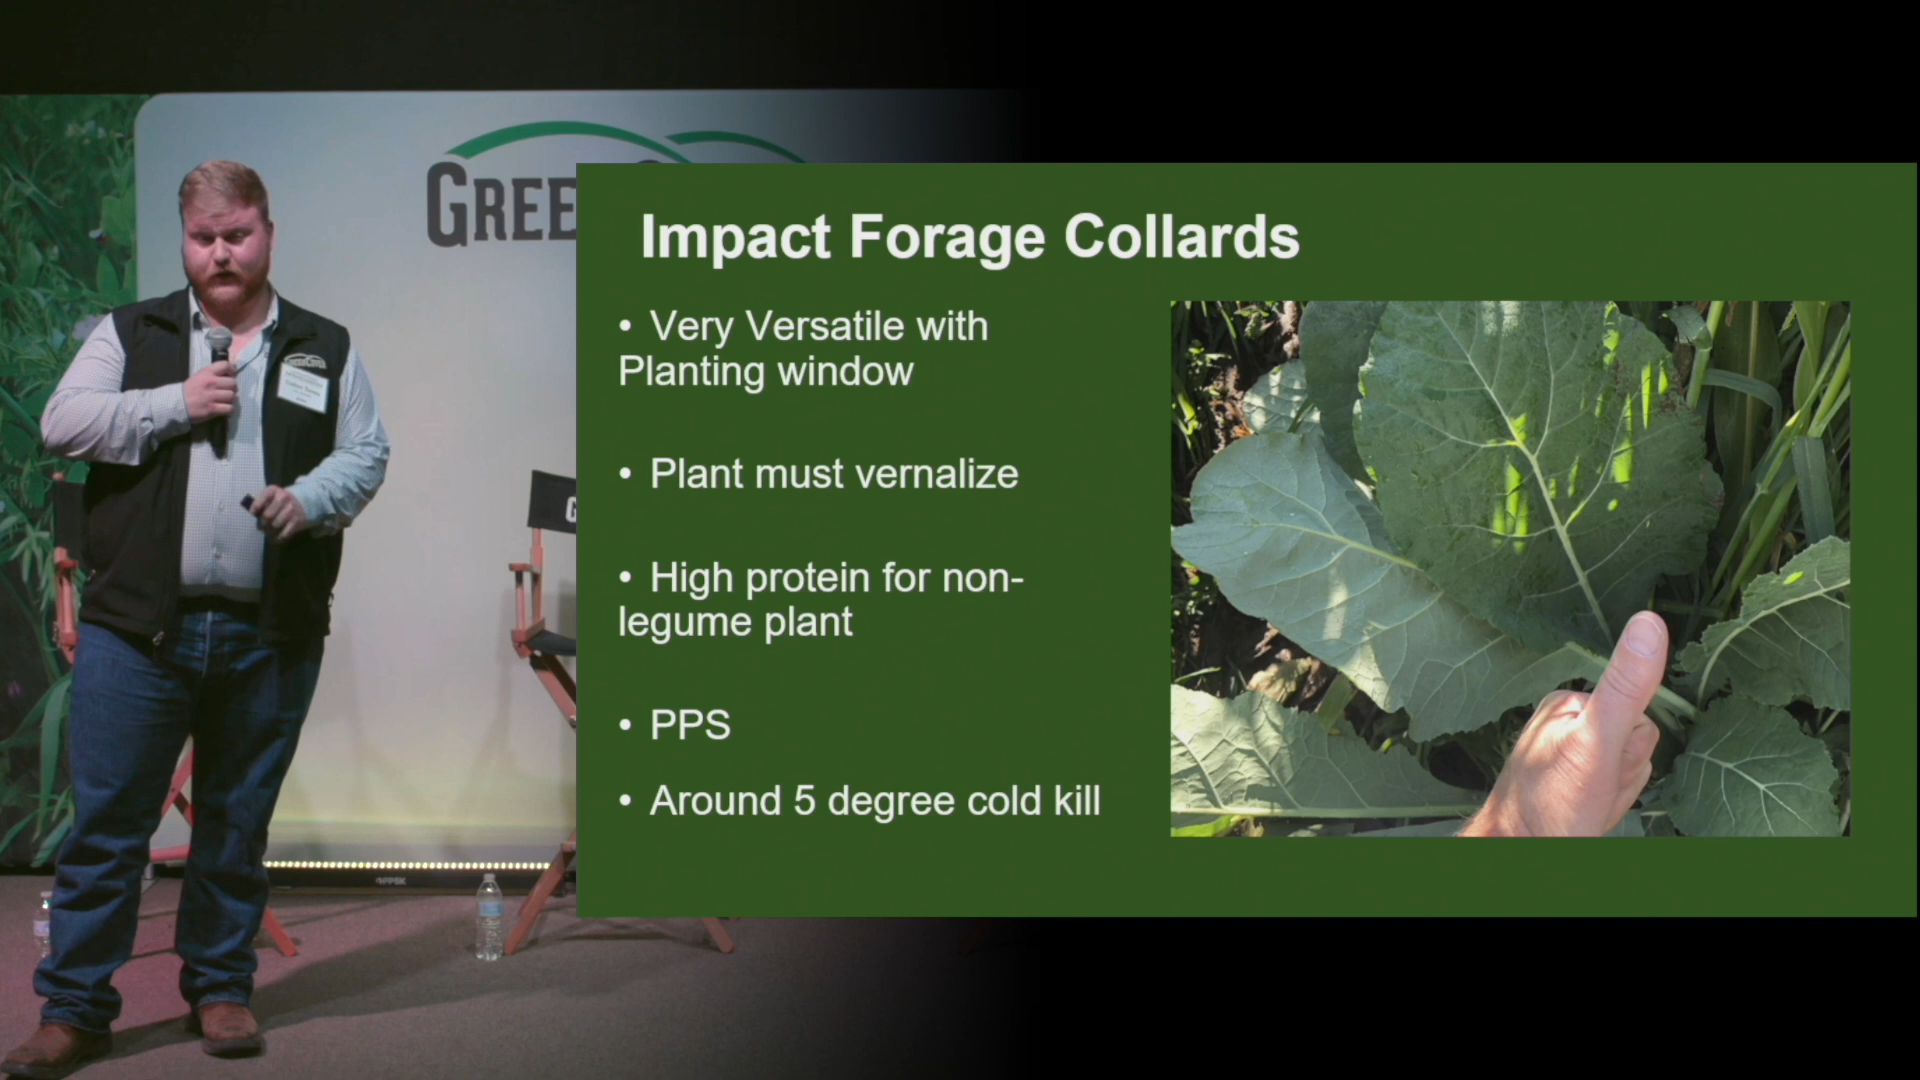 GREE
Impact Forage Collards
• Very Versatile with
Planting window
• Plant must vernalize
• High protein for non-
legume plant
• PPS
• Around 5 degree cold kill
G